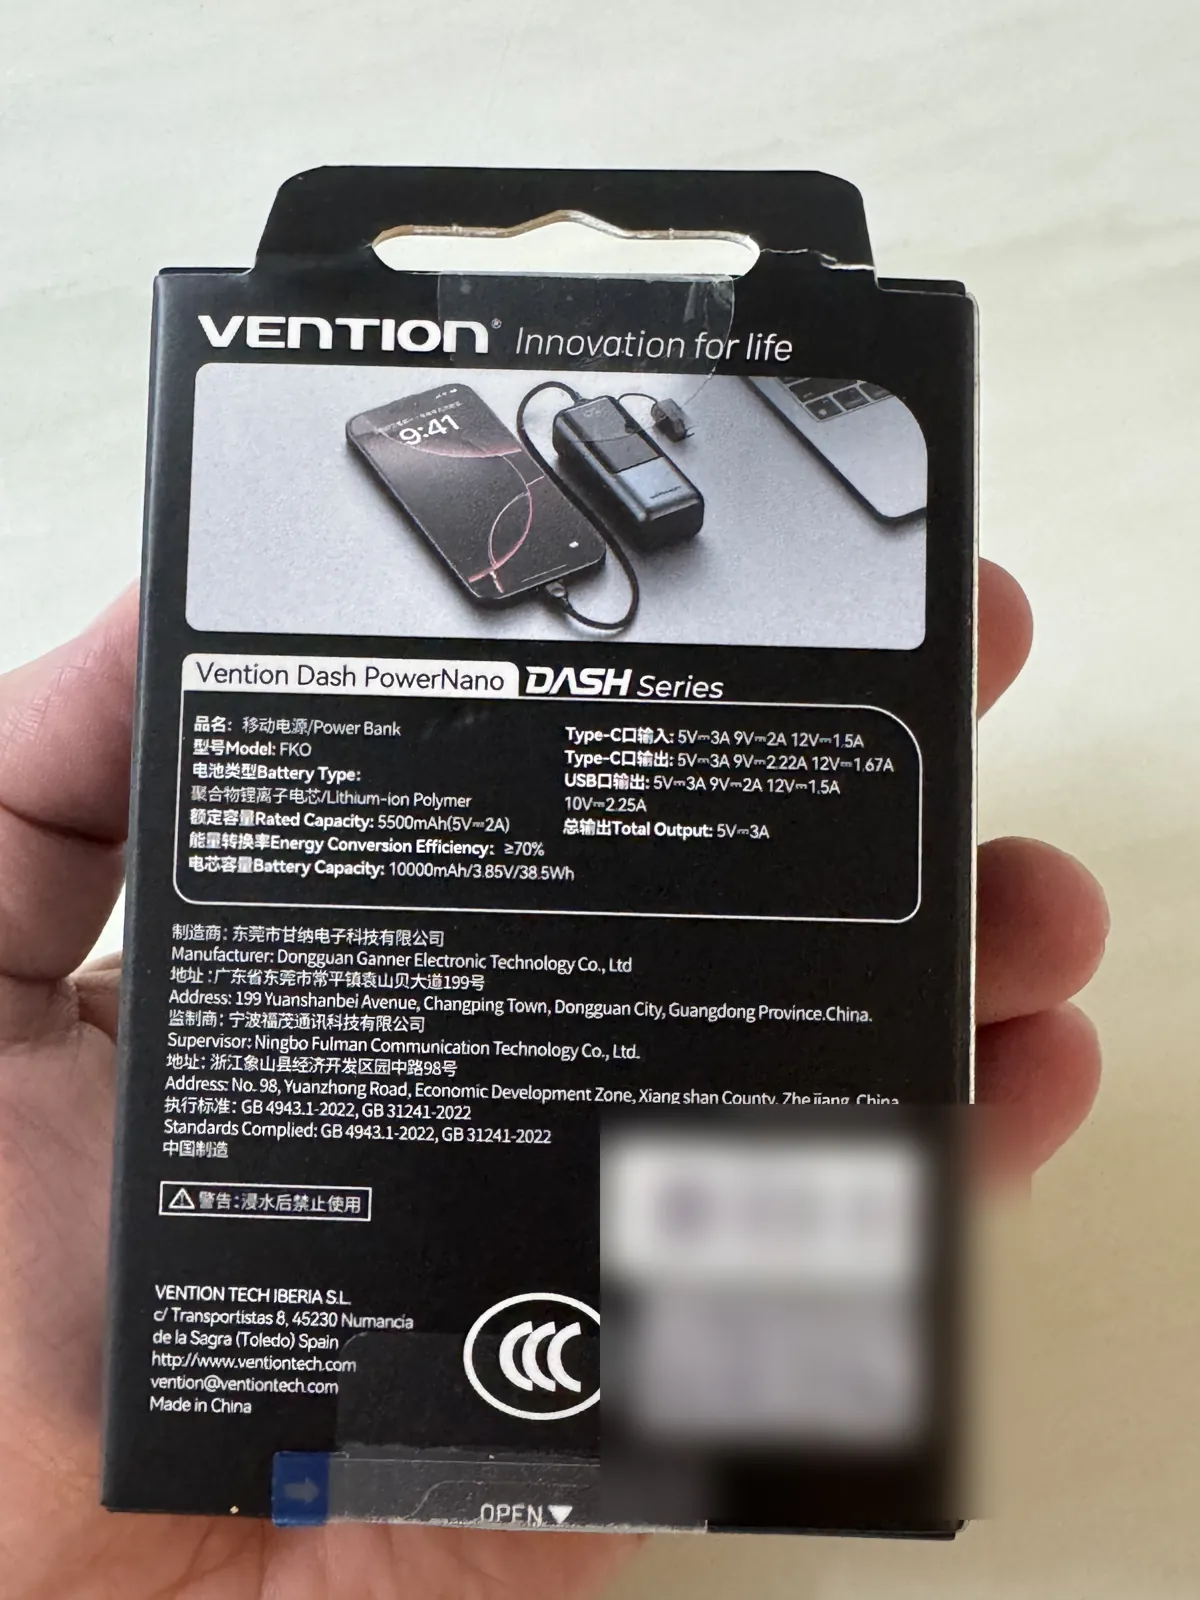 VENTION® Innovation for life
9:41
Vention Dash PowerNano DASH Series
品名：移动电源/Power Bank
型号Model: FKO
电池类型Battery Type:
聚合物锂离子电芯/Lithium-ion Polymer
额定容量Rated Capacity: 5500mAh(5V⎓2A)
能量转换率Energy Conversion Efficiency: ≥70%
电芯容量Battery Capacity: 10000mAh/3.85V/38.5Wh
Type-C口输入: 5V⎓3A 9V⎓2A 12V⎓1.5A
Type-C口输出: 5V⎓3A 9V⎓2.22A 12V⎓1.67A
USB口输出: 5V⎓3A 9V⎓2A 12V⎓1.5A
10V⎓2.25A
总输出Total Output: 5V⎓3A
制造商：东莞市甘纳电子科技有限公司
Manufacturer: Dongguan Ganner Electronic Technology Co., Ltd
地址：广东省东莞市常平镇袁山贝大道199号
Address: 199 Yuanshanbei Avenue, Changping Town, Dongguan City, Guangdong Province.China.
监制商：宁波福茂通讯科技有限公司
Supervisor: Ningbo Fulman Communication Technology Co., Ltd.
地址：浙江象山县经济开发区园中路98号
Address: No. 98, Yuanzhong Road, Economic Development Zone, Xiang shan County, Zhe jiang, China
执行标准：GB 4943.1-2022, GB 31241-2022
Standards Complied: GB 4943.1-2022, GB 31241-2022
中国制造
警告：浸水后禁止使用
VENTION TECH IBERIA S.L.
c/ Transportistas 8, 45230 Numancia
de la Sagra (Toledo) Spain
http://www.ventiontech.com
vention@ventiontech.com
Made in China
CCC
OPEN▼